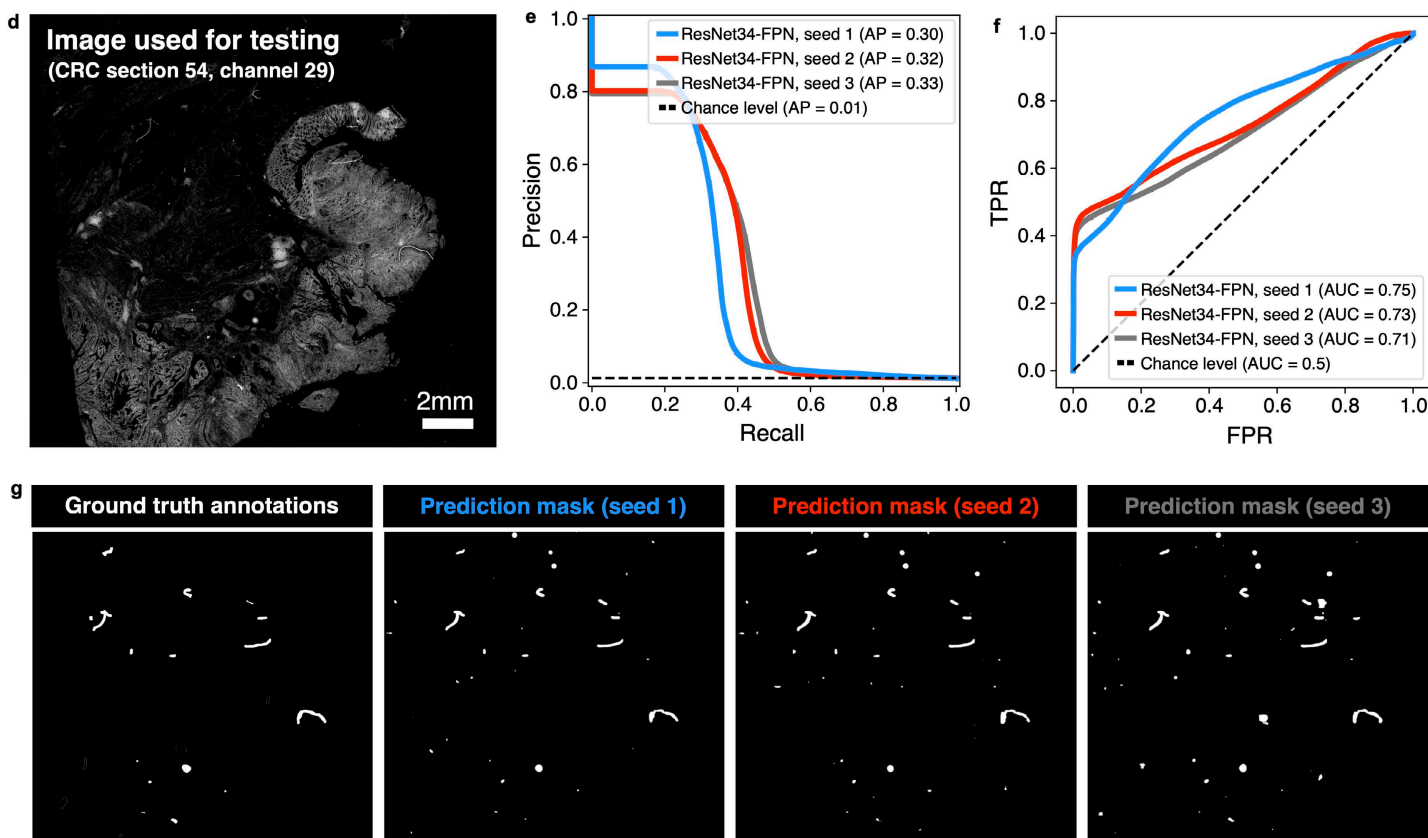 d
Image used for testing
(CRC section 54, channel 29)
2mm
e
1.0
0.8
0.6
0.4
0.2
0.0
Precision
ResNet34-FPN, seed 1 (AP = 0.30)
ResNet34-FPN, seed 2 (AP = 0.32)
ResNet34-FPN, seed 3 (AP = 0.33)
Chance level (AP = 0.01)
0.0 0.2 0.4 0.6 0.8 1.0
Recall
f
1.0
0.8
0.6
0.4
0.2
0.0
TPR
ResNet34-FPN, seed 1 (AUC = 0.75)
ResNet34-FPN, seed 2 (AUC = 0.73)
ResNet34-FPN, seed 3 (AUC = 0.71)
Chance level (AUC = 0.5)
0.0 0.2 0.4 0.6 0.8 1.0
FPR
g
Ground truth annotations
Prediction mask (seed 1)
Prediction mask (seed 2)
Prediction mask (seed 3)